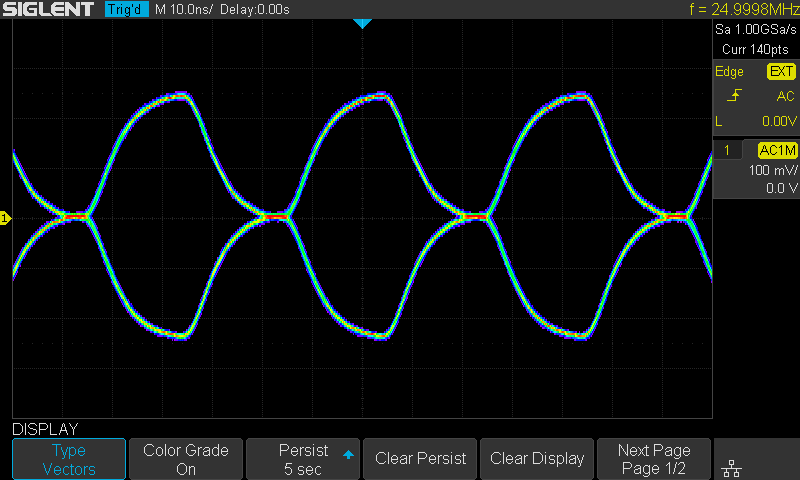 SIGLENT Trig'd M 10.0ns/ Delay:0.00s f = 24.9998MHz
Sa 1.00GSa/s
Curr 140pts
Edge EXT
AC
L 0.00V
1 AC1M
100 mV/
0.0 V
1
DISPLAY
Type
Vectors
Color Grade
On
Persist
5 sec
Clear Persist
Clear Display
Next Page
Page 1/2